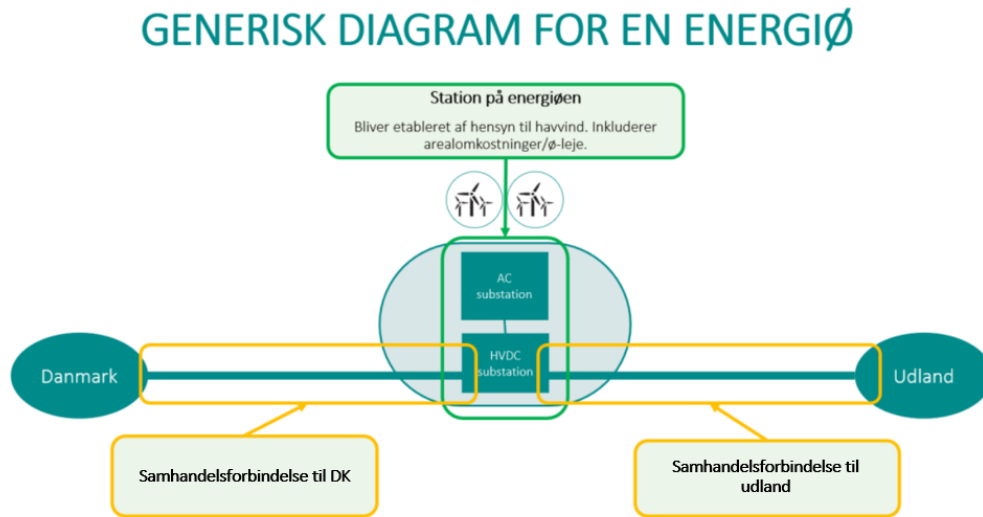 GENERISK DIAGRAM FOR EN ENERGIØ
Station på energiøen
Bliver etableret af hensyn til havvind. Inkluderer
arealomkostninger/ø-leje.
AC
substation
HVDC
substation
Danmark
Udland
Samhandelsforbindelse til DK
Samhandelsforbindelse til
udland